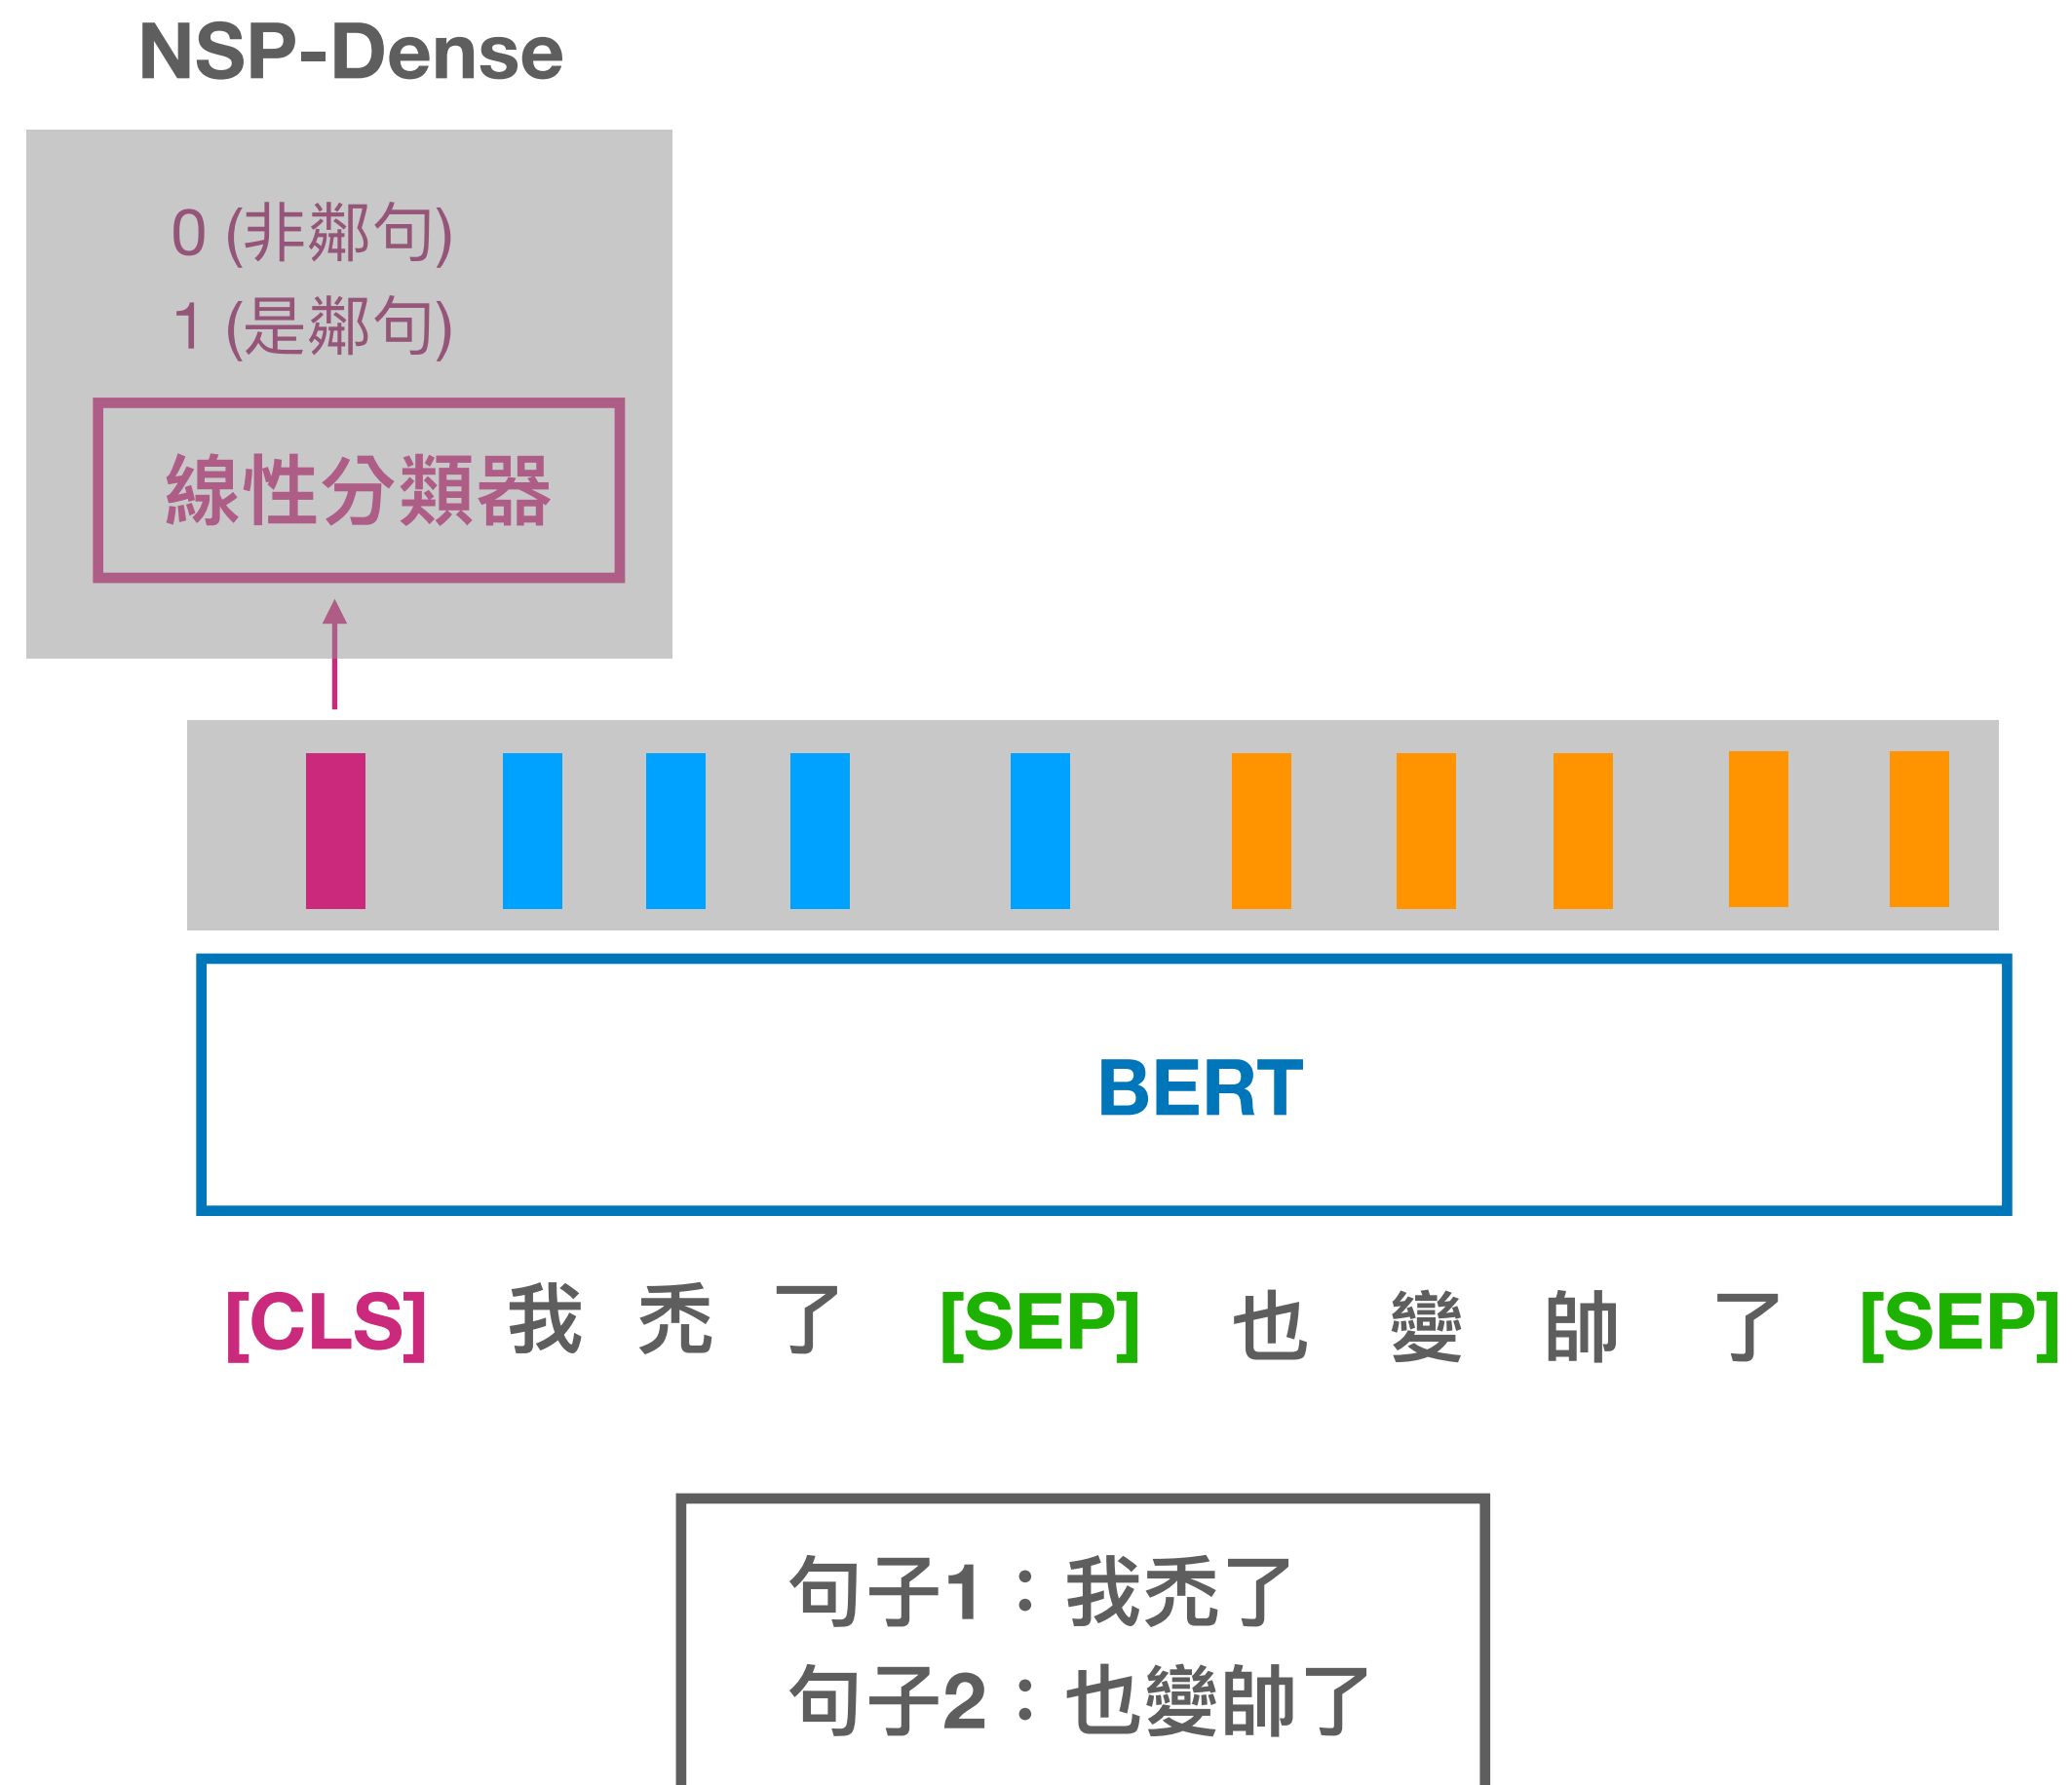 NSP-Dense
0 (非鄰句)
1 (是鄰句)
線性分類器
BERT
[CLS] 我 禿 了 [SEP] 也 變 帥 了 [SEP]
句子1：我禿了
句子2：也變帥了